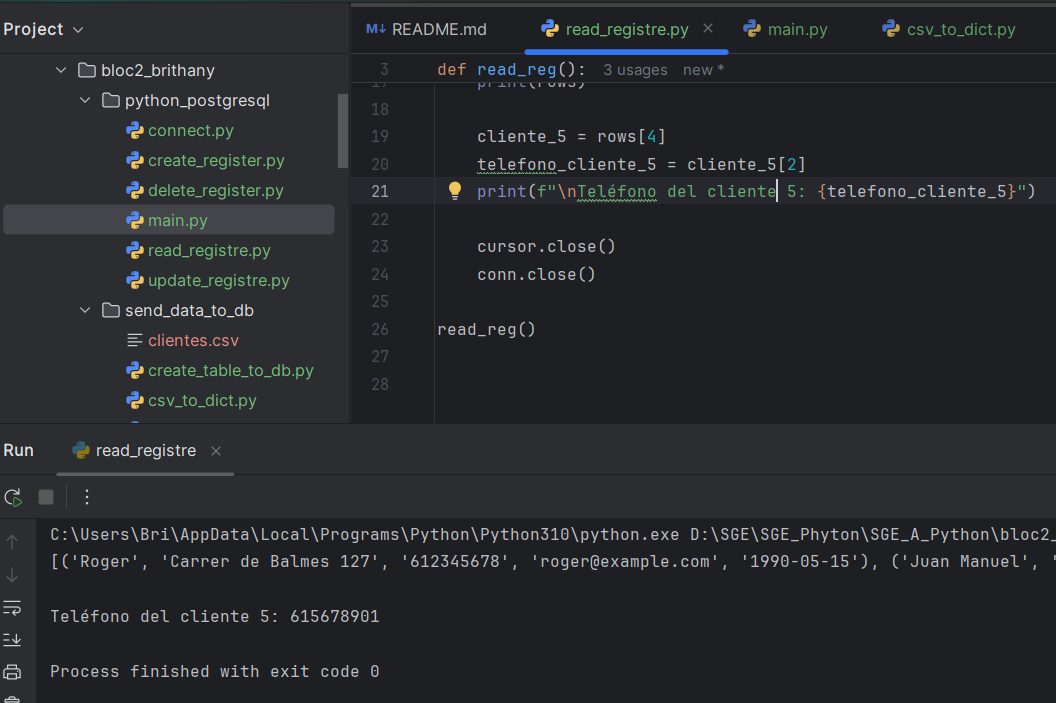 Project
README.md
read_registre.py
main.py
csv_to_dict.py
bloc2_brithany
python_postgresql
connect.py
create_register.py
delete_register.py
main.py
read_registre.py
update_registre.py
send_data_to_db
clientes.csv
create_table_to_db.py
csv_to_dict.py
3 def read_reg(): 3 usages new *
17 print(rows)
18
19 cliente_5 = rows[4]
20 telefono_cliente_5 = cliente_5[2]
21 print(f"\nTeléfono del cliente 5: {telefono_cliente_5}")
22
23 cursor.close()
24 conn.close()
25
26 read_reg()
27
28
Run
read_registre
C:\Users\Bri\AppData\Local\Programs\Python\Python310\python.exe D:\SGE\SGE_Phyton\SGE_A_Python\bloc2_
[('Roger', 'Carrer de Balmes 127', '612345678', 'roger@example.com', '1990-05-15'), ('Juan Manuel', '
Teléfono del cliente 5: 615678901
Process finished with exit code 0